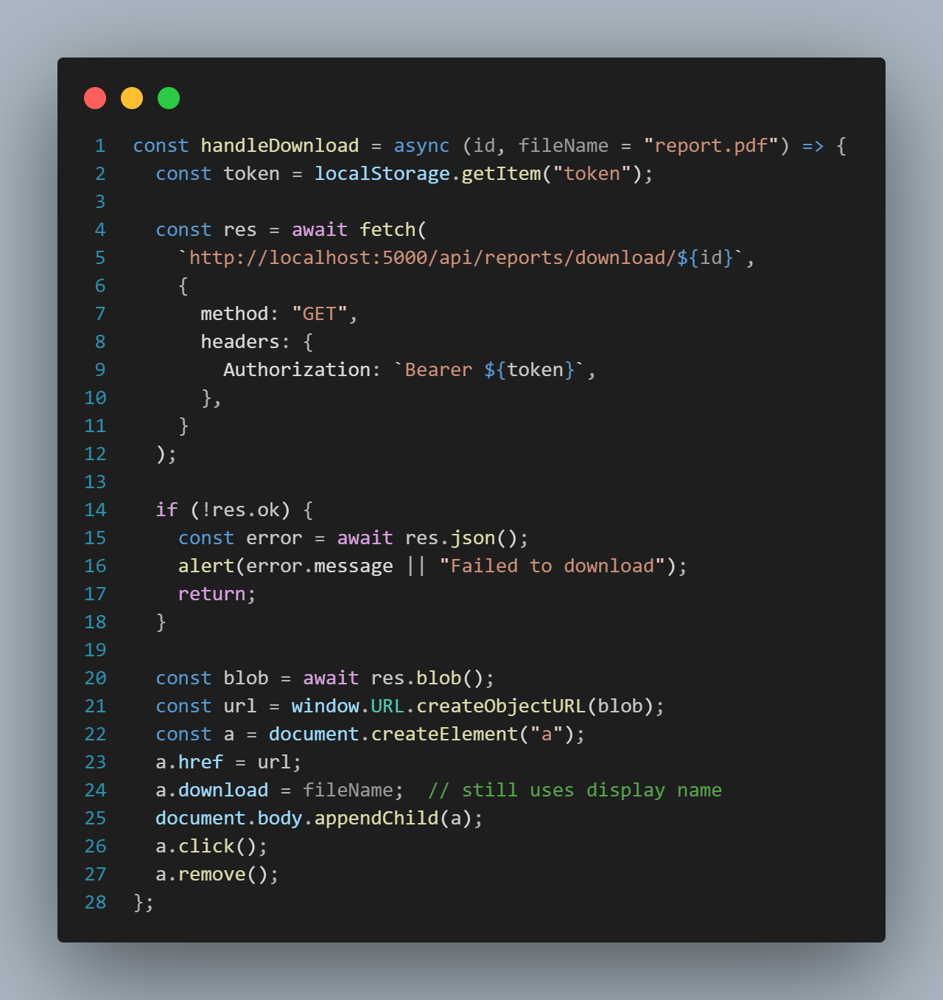 1 const handleDownload = async (id, fileName = "report.pdf") => {
2   const token = localStorage.getItem("token");
3
4   const res = await fetch(
5     `http://localhost:5000/api/reports/download/${id}`,
6     {
7       method: "GET",
8       headers: {
9         Authorization: `Bearer ${token}`,
10       },
11     }
12   );
13
14   if (!res.ok) {
15     const error = await res.json();
16     alert(error.message || "Failed to download");
17     return;
18   }
19
20   const blob = await res.blob();
21   const url = window.URL.createObjectURL(blob);
22   const a = document.createElement("a");
23   a.href = url;
24   a.download = fileName;  // still uses display name
25   document.body.appendChild(a);
26   a.click();
27   a.remove();
28 };